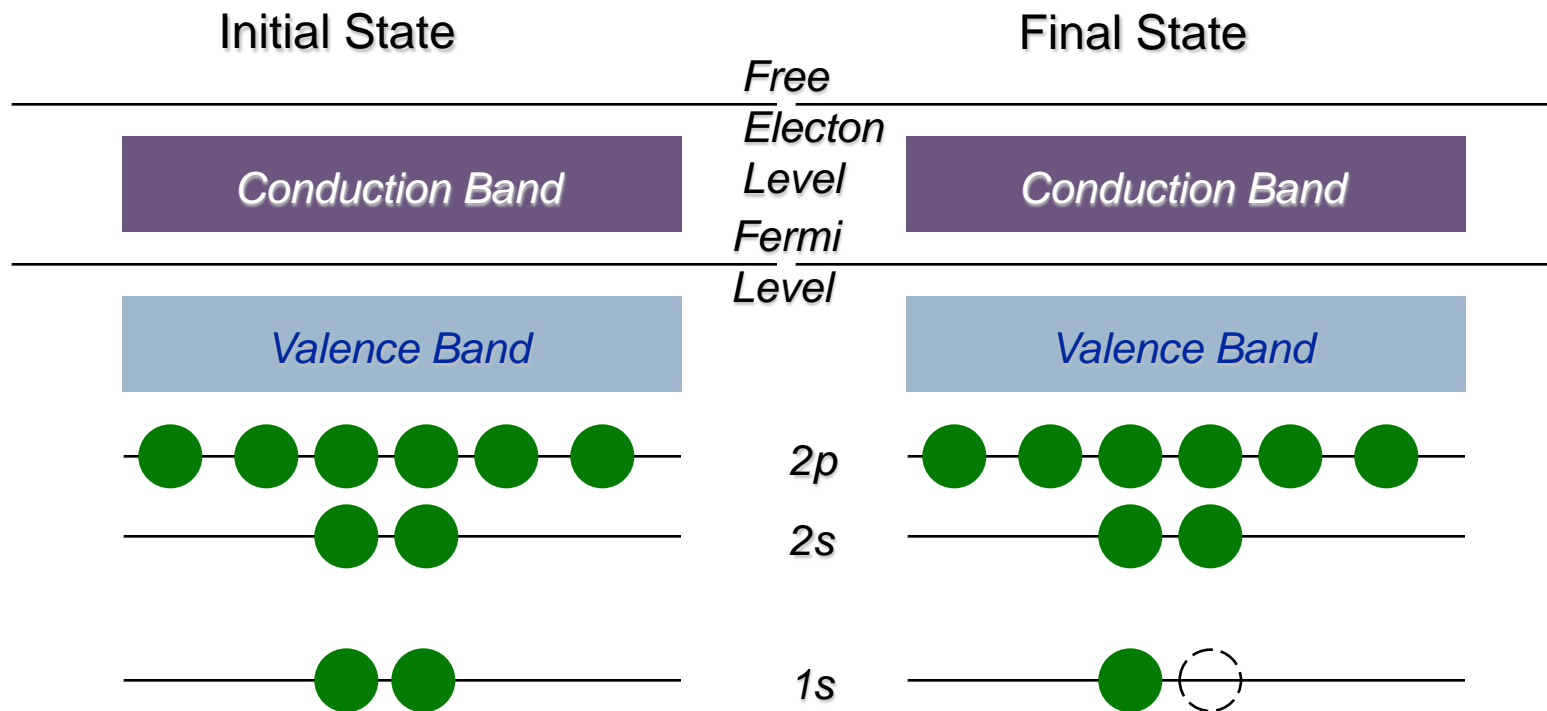 Initial State
Final State
Free
Electon
Level
Conduction Band
Conduction Band
Fermi
Level
Valence Band
Valence Band
2p
2s
1s